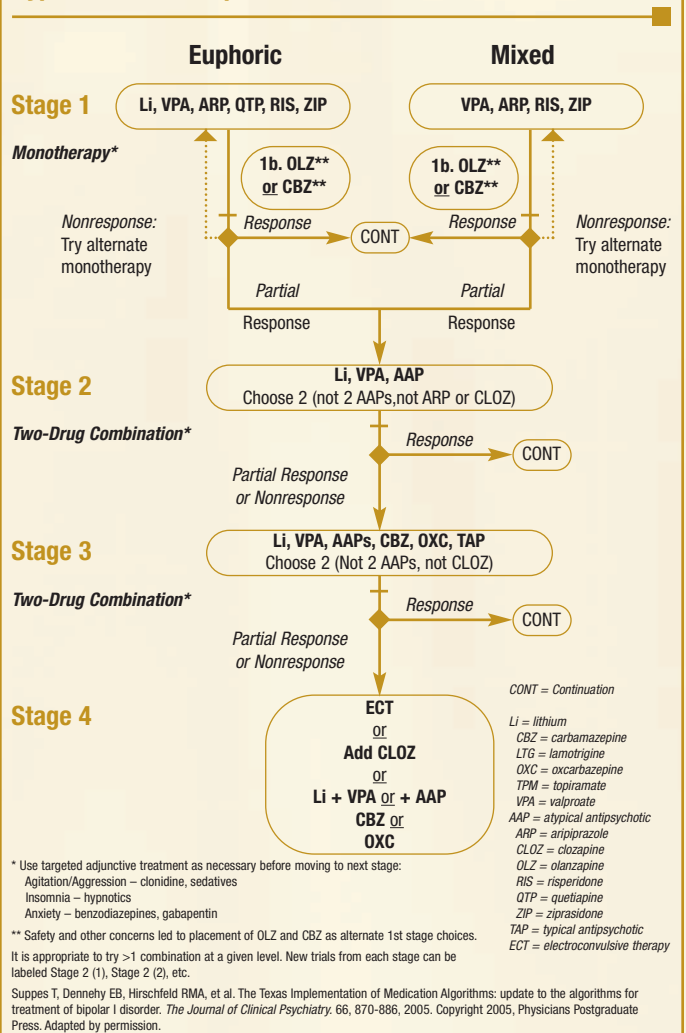 Euphoric
Mixed
Stage 1
Li, VPA, ARP, QTP, RIS, ZIP
VPA, ARP, RIS, ZIP
Monotherapy*
1b. OLZ**
or CBZ**
1b. OLZ**
or CBZ**
Nonresponse:
Try alternate
monotherapy
Response
CONT
Response
Nonresponse:
Try alternate
monotherapy
Partial
Response
Partial
Response
Stage 2
Li, VPA, AAP
Choose 2 (not 2 AAPs,not ARP or CLOZ)
Two-Drug Combination*
Response
CONT
Partial Response
or Nonresponse
Stage 3
Li, VPA, AAPs, CBZ, OXC, TAP
Choose 2 (Not 2 AAPs, not CLOZ)
Two-Drug Combination*
Response
CONT
Partial Response
or Nonresponse
Stage 4
ECT
or
Add CLOZ
or
Li + VPA or + AAP
CBZ or
OXC
CONT = Continuation
Li = lithium
CBZ = carbamazepine
LTG = lamotrigine
OXC = oxcarbazepine
TPM = topiramate
VPA = valproate
AAP = atypical antipsychotic
ARP = aripiprazole
CLOZ = clozapine
OLZ = olanzapine
RIS = risperidone
QTP = quetiapine
ZIP = ziprasidone
TAP = typical antipsychotic
ECT = electroconvulsive therapy
* Use targeted adjunctive treatment as necessary before moving to next stage:
Agitation/Aggression – clonidine, sedatives
Insomnia – hypnotics
Anxiety – benzodiazepines, gabapentin
** Safety and other concerns led to placement of OLZ and CBZ as alternate 1st stage choices.
It is appropriate to try >1 combination at a given level. New trials from each stage can be
labeled Stage 2 (1), Stage 2 (2), etc.
Suppes T, Dennehy EB, Hirschfeld RMA, et al. The Texas Implementation of Medication Algorithms: update to the algorithms for
treatment of bipolar I disorder. The Journal of Clinical Psychiatry. 66, 870-886, 2005. Copyright 2005, Physicians Postgraduate
Press. Adapted by permission.